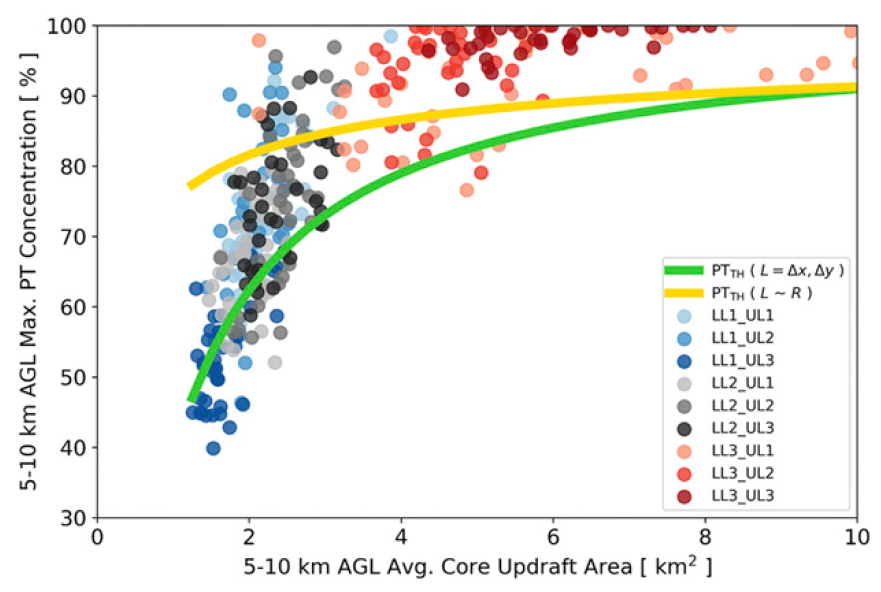 5-10 km AGL Max. PT Concentration [ % ]
100
90
80
70
60
50
40
30
0
2
4
6
8
10
5-10 km AGL Avg. Core Updraft Area [ km² ]
PT_TH ( L = Δx, Δy )
PT_TH ( L ~ R )
LL1_UL1
LL1_UL2
LL1_UL3
LL2_UL1
LL2_UL2
LL2_UL3
LL3_UL1
LL3_UL2
LL3_UL3